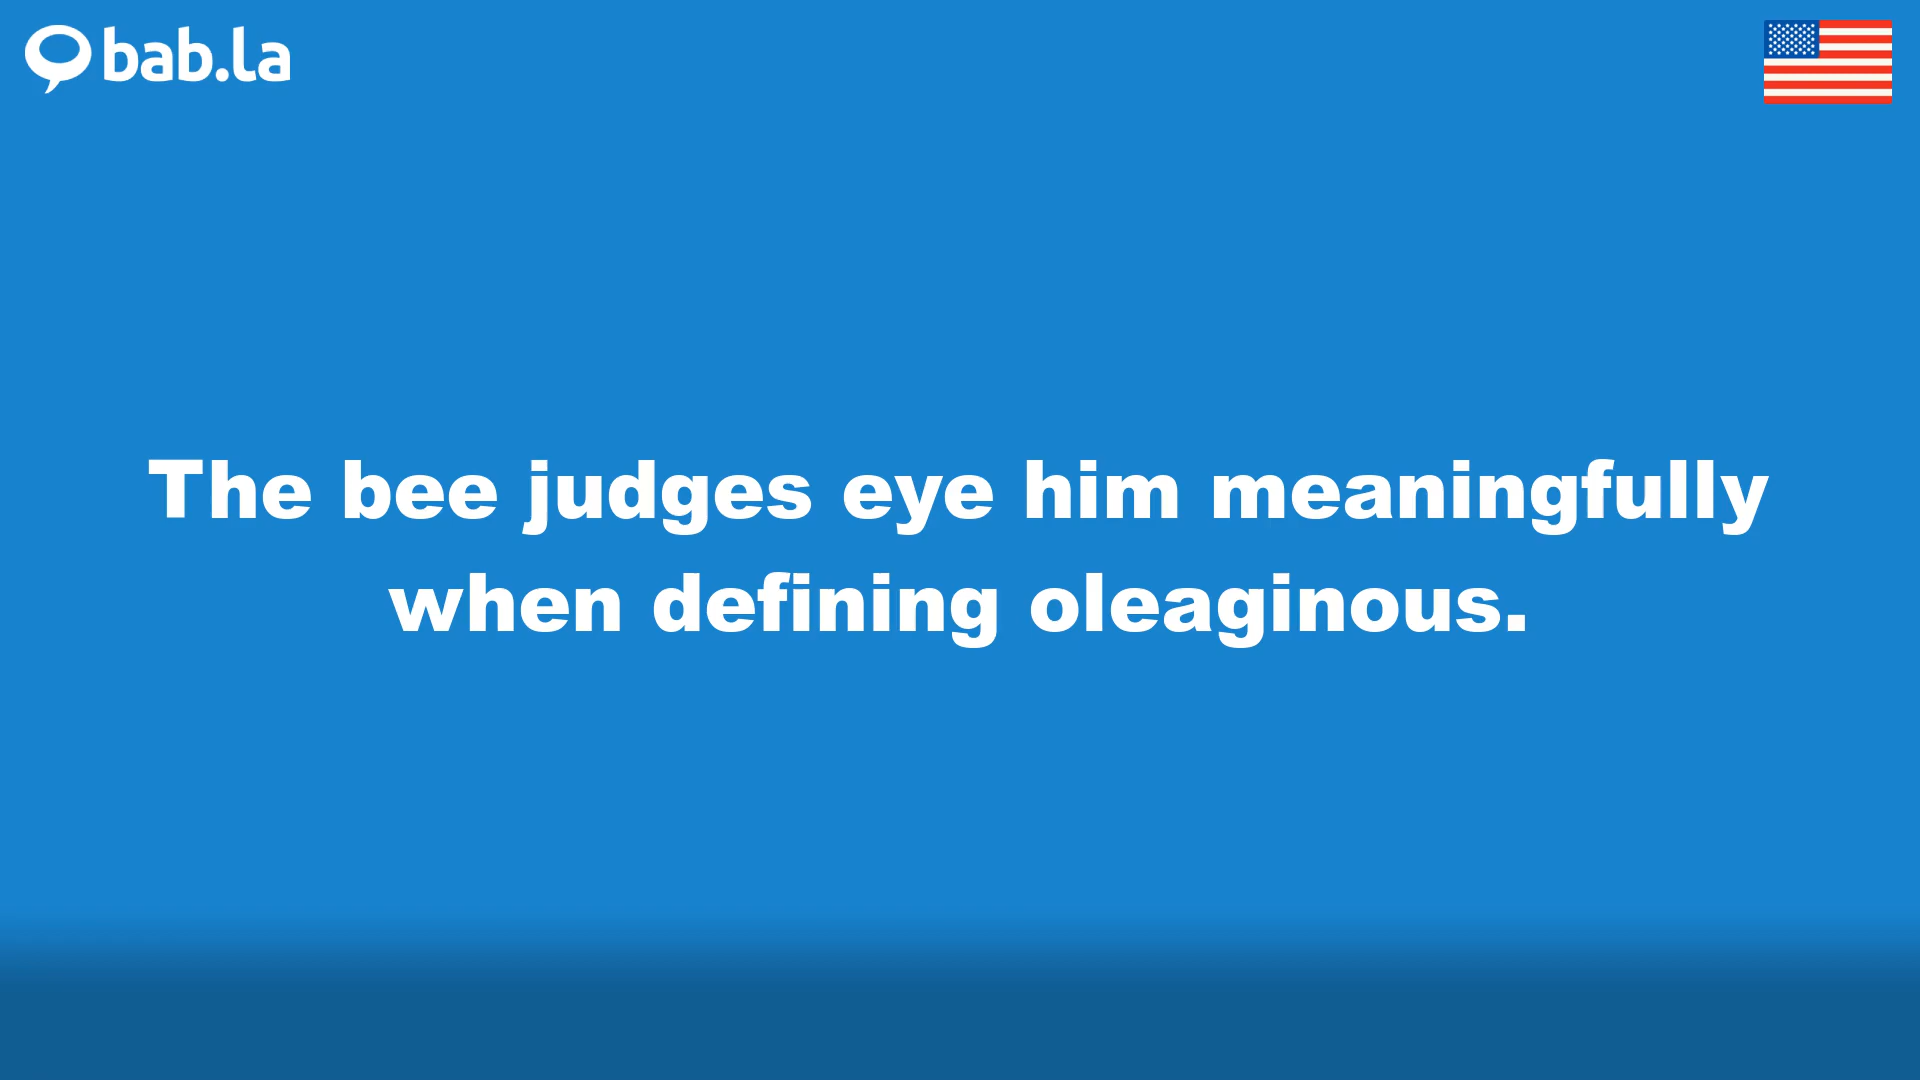 bab.la
The bee judges eye him meaningfully
when defining oleaginous.